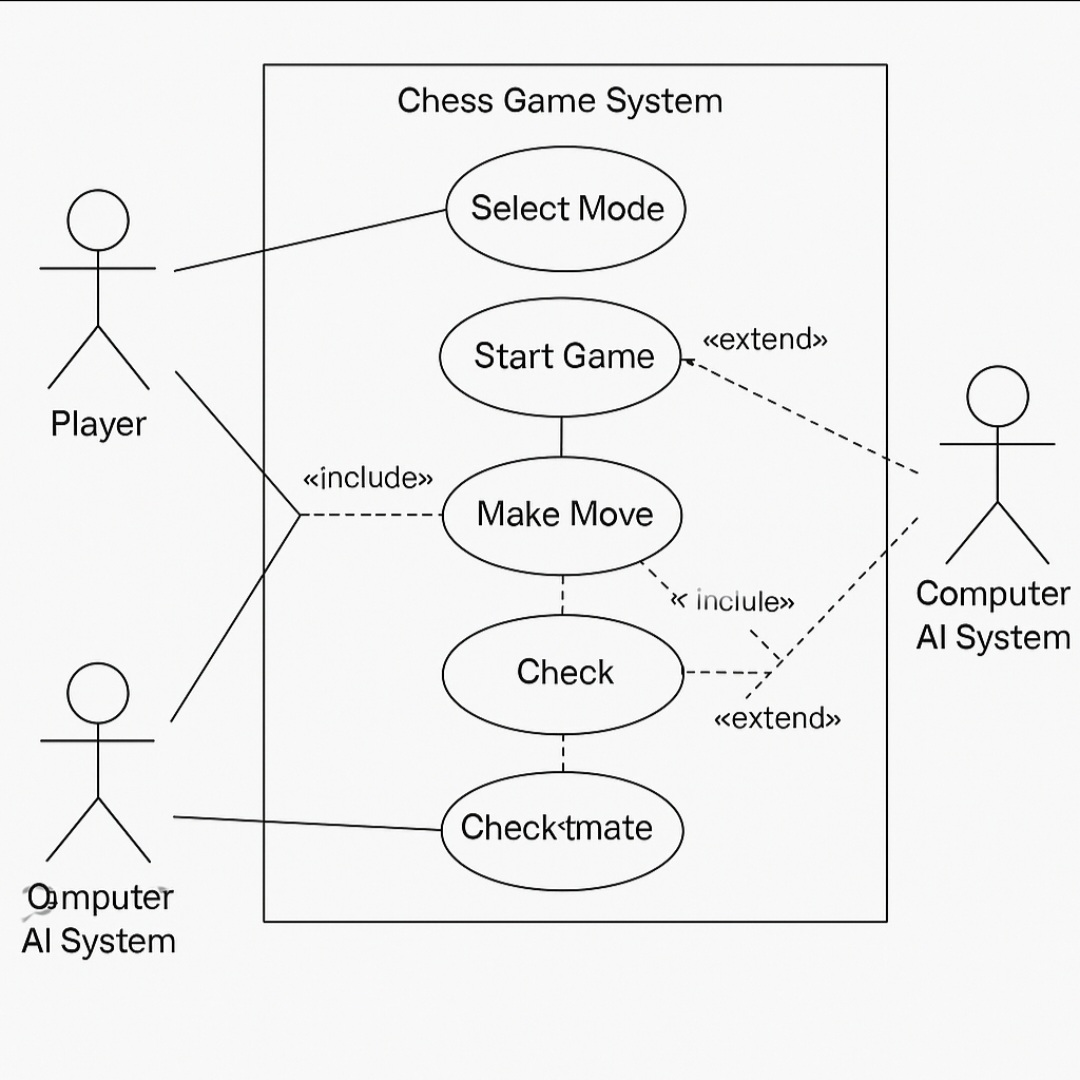 Chess Game System
Select Mode
Start Game
«extend»
Player
«include»
Make Move
« inclule»
Computer
AI System
Check
«extend»
Check‹tmate
Omputer
AI System